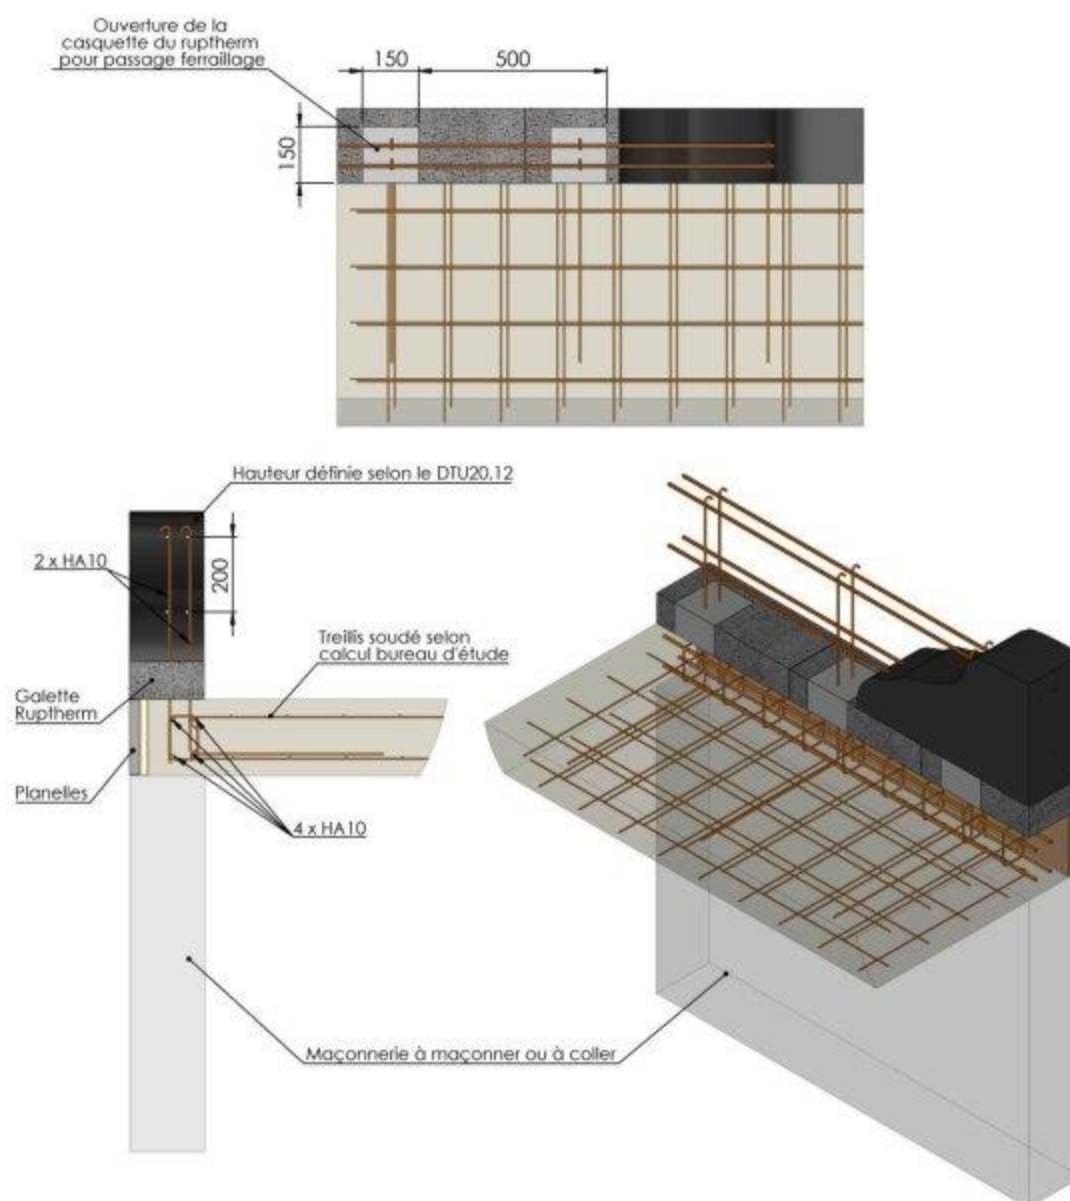 Ouverture de la
casquette du ruptherm
pour passage ferraillage
150
500
150
Hauteur définie selon le DTU20.12
2 x HA10
200
Treillis soudé selon
calcul bureau d'étude
Galette
Ruptherm
Planelles
4 x HA10
Maçonnerie à maçonner ou à coller